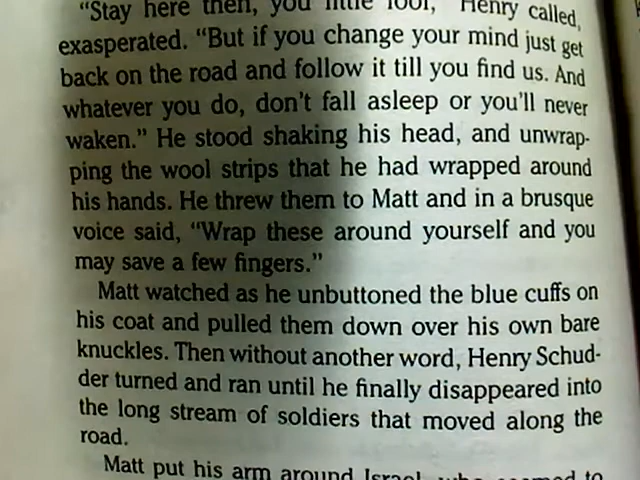 "Stay here then, you little fool," Henry called,
exasperated. "But if you change your mind just get
back on the road and follow it till you find us. And
whatever you do, don't fall asleep or you'll never
waken." He stood shaking his head, and unwrap-
ping the wool strips that he had wrapped around
his hands. He threw them to Matt and in a brusque
voice said, "Wrap these around yourself and you
may save a few fingers."
Matt watched as he unbuttoned the blue cuffs on
his coat and pulled them down over his own bare
knuckles. Then without another word, Henry Schud-
der turned and ran until he finally disappeared into
the long stream of soldiers that moved along the
road.
Matt put his arm around Israel, who seemed to